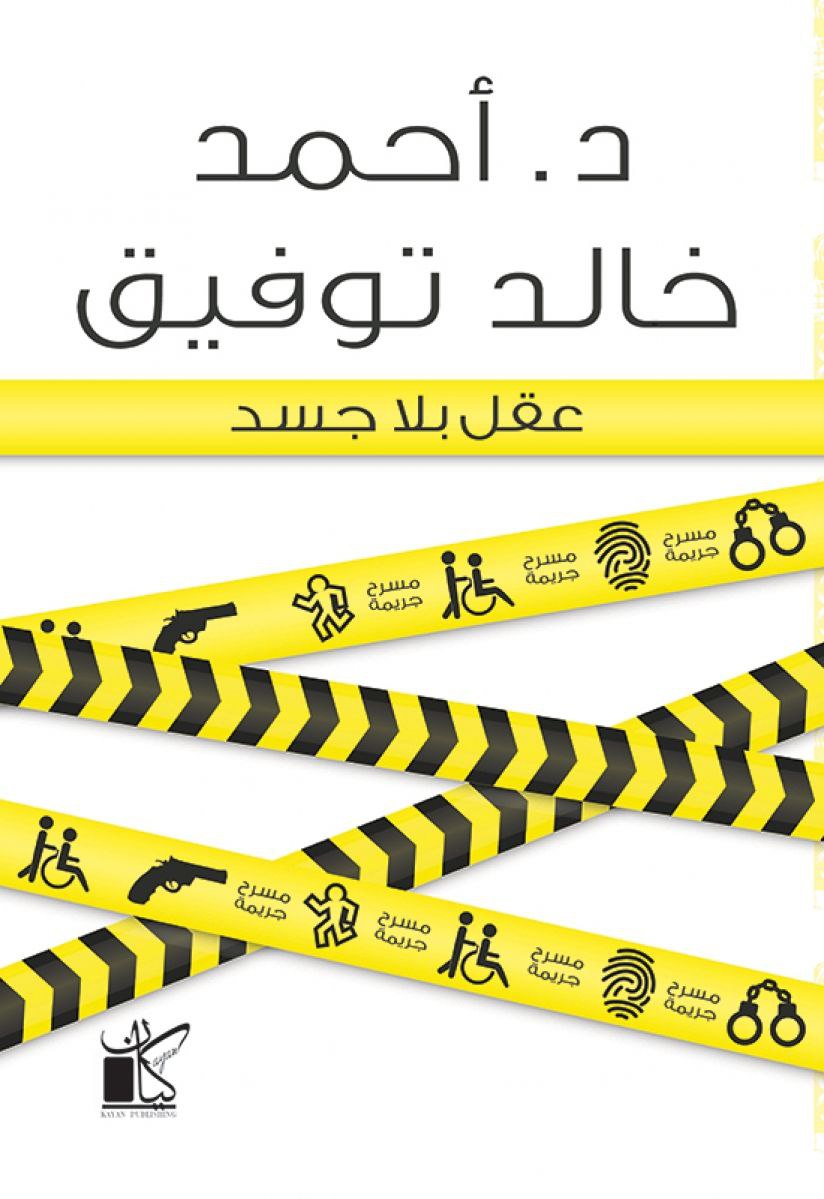 د. أحمد
خالد توفيق
عقل بلا جسد
مسرح
جريمة
مسرح
جريمة
مسرح
جريمة
مسرح
جريمة
مسرح
جريمة
مسرح
جريمة
مسرح
جريمة
كيان
Kayan
KAYAN PUBLISHING